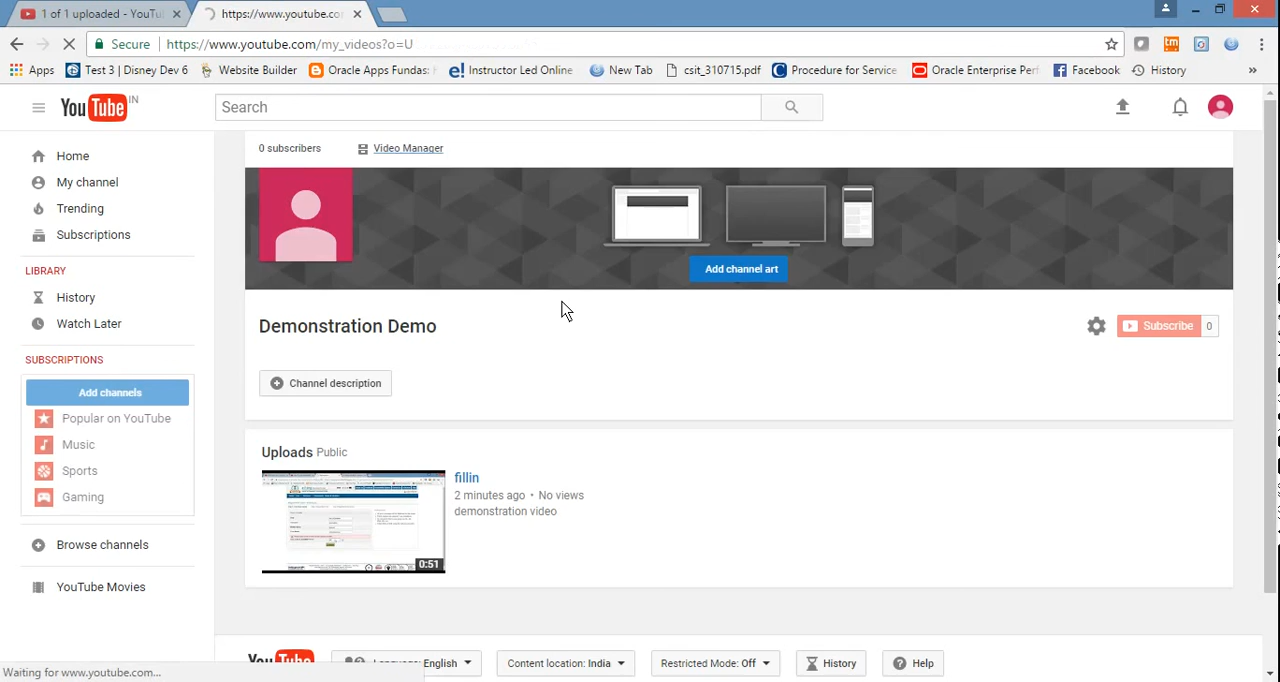 1 of 1 uploaded - YouTu
https://www.youtube.co
Secure https://www.youtube.com/my_videos?o=U
Apps Test 3 | Disney Dev 6 Website Builder Oracle Apps Fundas: Instructor Led Online New Tab csit_310715.pdf Procedure for Service Oracle Enterprise Perf Facebook History »
YouTube IN
Search
Home
My channel
Trending
Subscriptions
LIBRARY
History
Watch Later
SUBSCRIPTIONS
Add channels
Popular on YouTube
Music
Sports
Gaming
Browse channels
YouTube Movies
0 subscribers Video Manager
Add channel art
Demonstration Demo
Subscribe 0
Channel description
Uploads Public
0:51
fillin
2 minutes ago • No views
demonstration video
YouTube Language: English Content location: India Restricted Mode: Off History Help
Waiting for www.youtube.com...